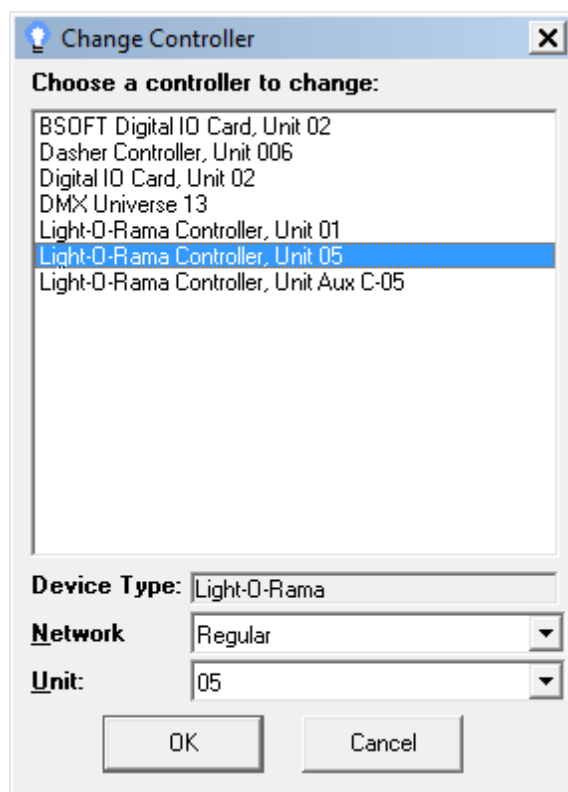 Change Controller
Choose a controller to change:
BSOFT Digital IO Card, Unit 02
Dasher Controller, Unit 006
Digital IO Card, Unit 02
DMX Universe 13
Light-O-Rama Controller, Unit 01
Light-O-Rama Controller, Unit 05
Light-O-Rama Controller, Unit Aux C-05
Device Type: Light-O-Rama
Network Regular
Unit: 05
OK Cancel